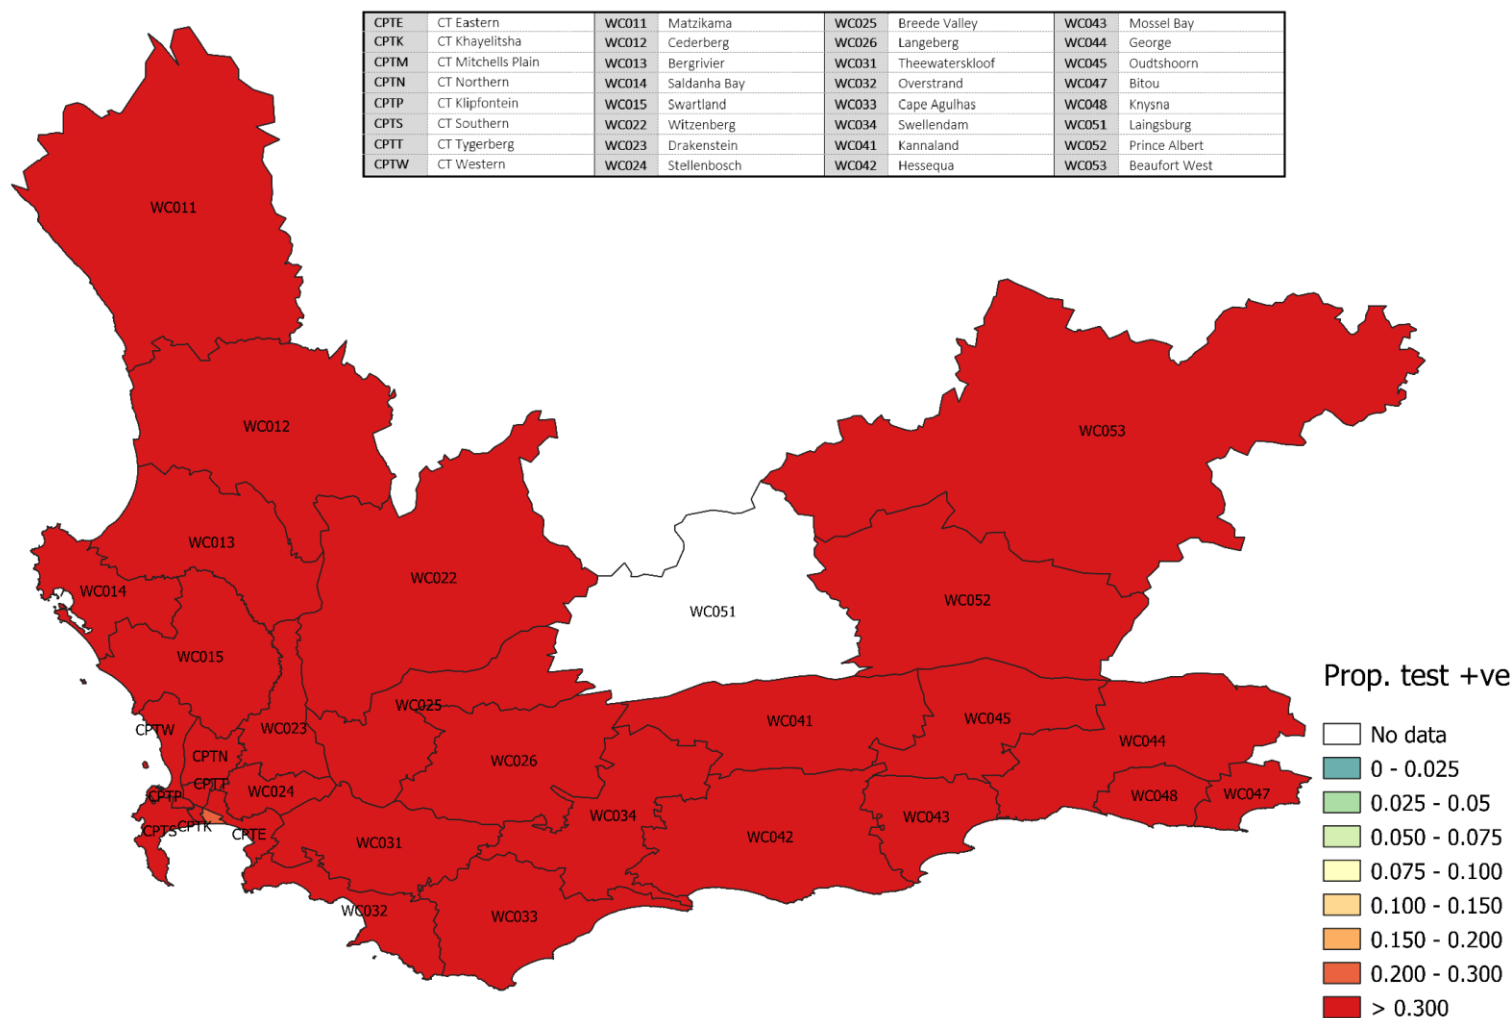 CPTE CT Eastern WC011 Matzikama WC025 Breede Valley WC043 Mossel Bay
CPTK CT Khayelitsha WC012 Cederberg WC026 Langeberg WC044 George
CPTM CT Mitchells Plain WC013 Bergrivier WC031 Theewaterskloof WC045 Oudtshoorn
CPTN CT Northern WC014 Saldanha Bay WC032 Overstrand WC047 Bitou
CPTP CT Klipfontein WC015 Swartland WC033 Cape Agulhas WC048 Knysna
CPTS CT Southern WC022 Witzenberg WC034 Swellendam WC051 Laingsburg
CPTT CT Tygerberg WC023 Drakenstein WC041 Kannaland WC052 Prince Albert
CPTW CT Western WC024 Stellenbosch WC042 Hessequa WC053 Beaufort West
WC011
WC012
WC053
WC013
WC022
WC014
WC052
WC051
WC015
WC025
WC041
WC045
CPTW
WC023
WC044
CPTN
WC026
CPTT
WC024
CPTP
WC048
WC047
WC034
WC043
CPTS
CPTK
CPTE
WC031
WC042
WC032
WC033
Prop. test +ve
No data
0 - 0.025
0.025 - 0.05
0.050 - 0.075
0.075 - 0.100
0.100 - 0.150
0.150 - 0.200
0.200 - 0.300
> 0.300